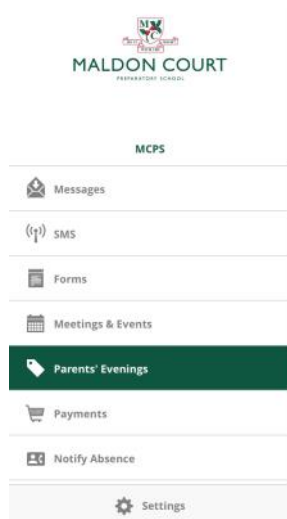 MALDON COURT
PREPARATORY SCHOOL
MCPS
Messages
SMS
Forms
Meetings & Events
Parents' Evenings
Payments
Notify Absence
Settings